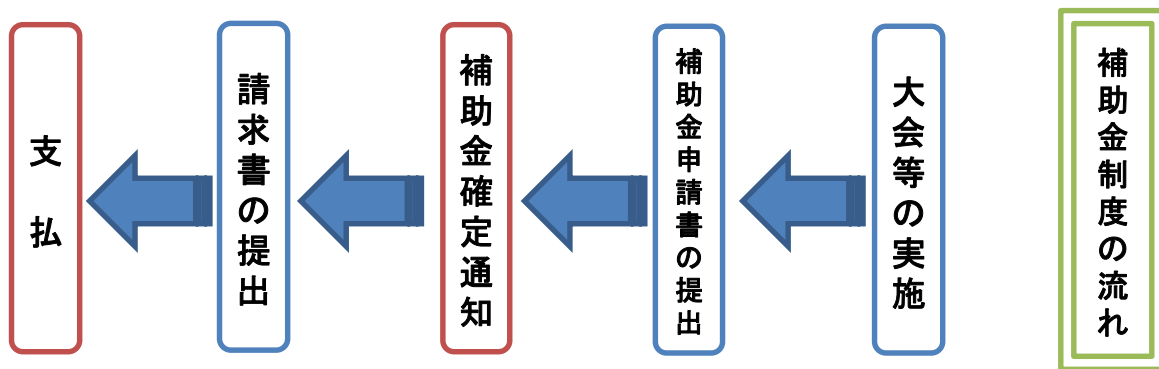 補助金制度の流れ
大会等の実施
補助金申請書の提出
補助金確定通知
請求書の提出
支払